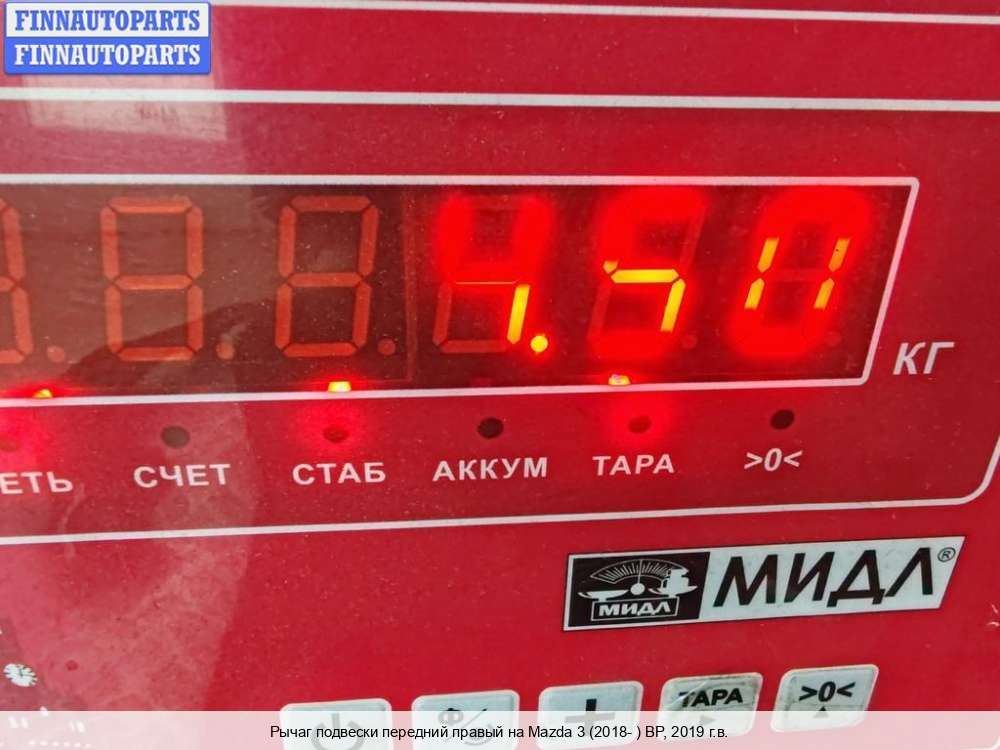 FINNAUTOPARTS
FINNAUTOPARTS
4.50
КГ
ЕТЬ СЧЕТ СТАБ АККУМ ТАРА >0<
МИДЛ МИДЛ®
Ф/ + ТАРА >0<
Рычаг подвески передний правый на Mazda 3 (2018- ) BP, 2019 г.в.